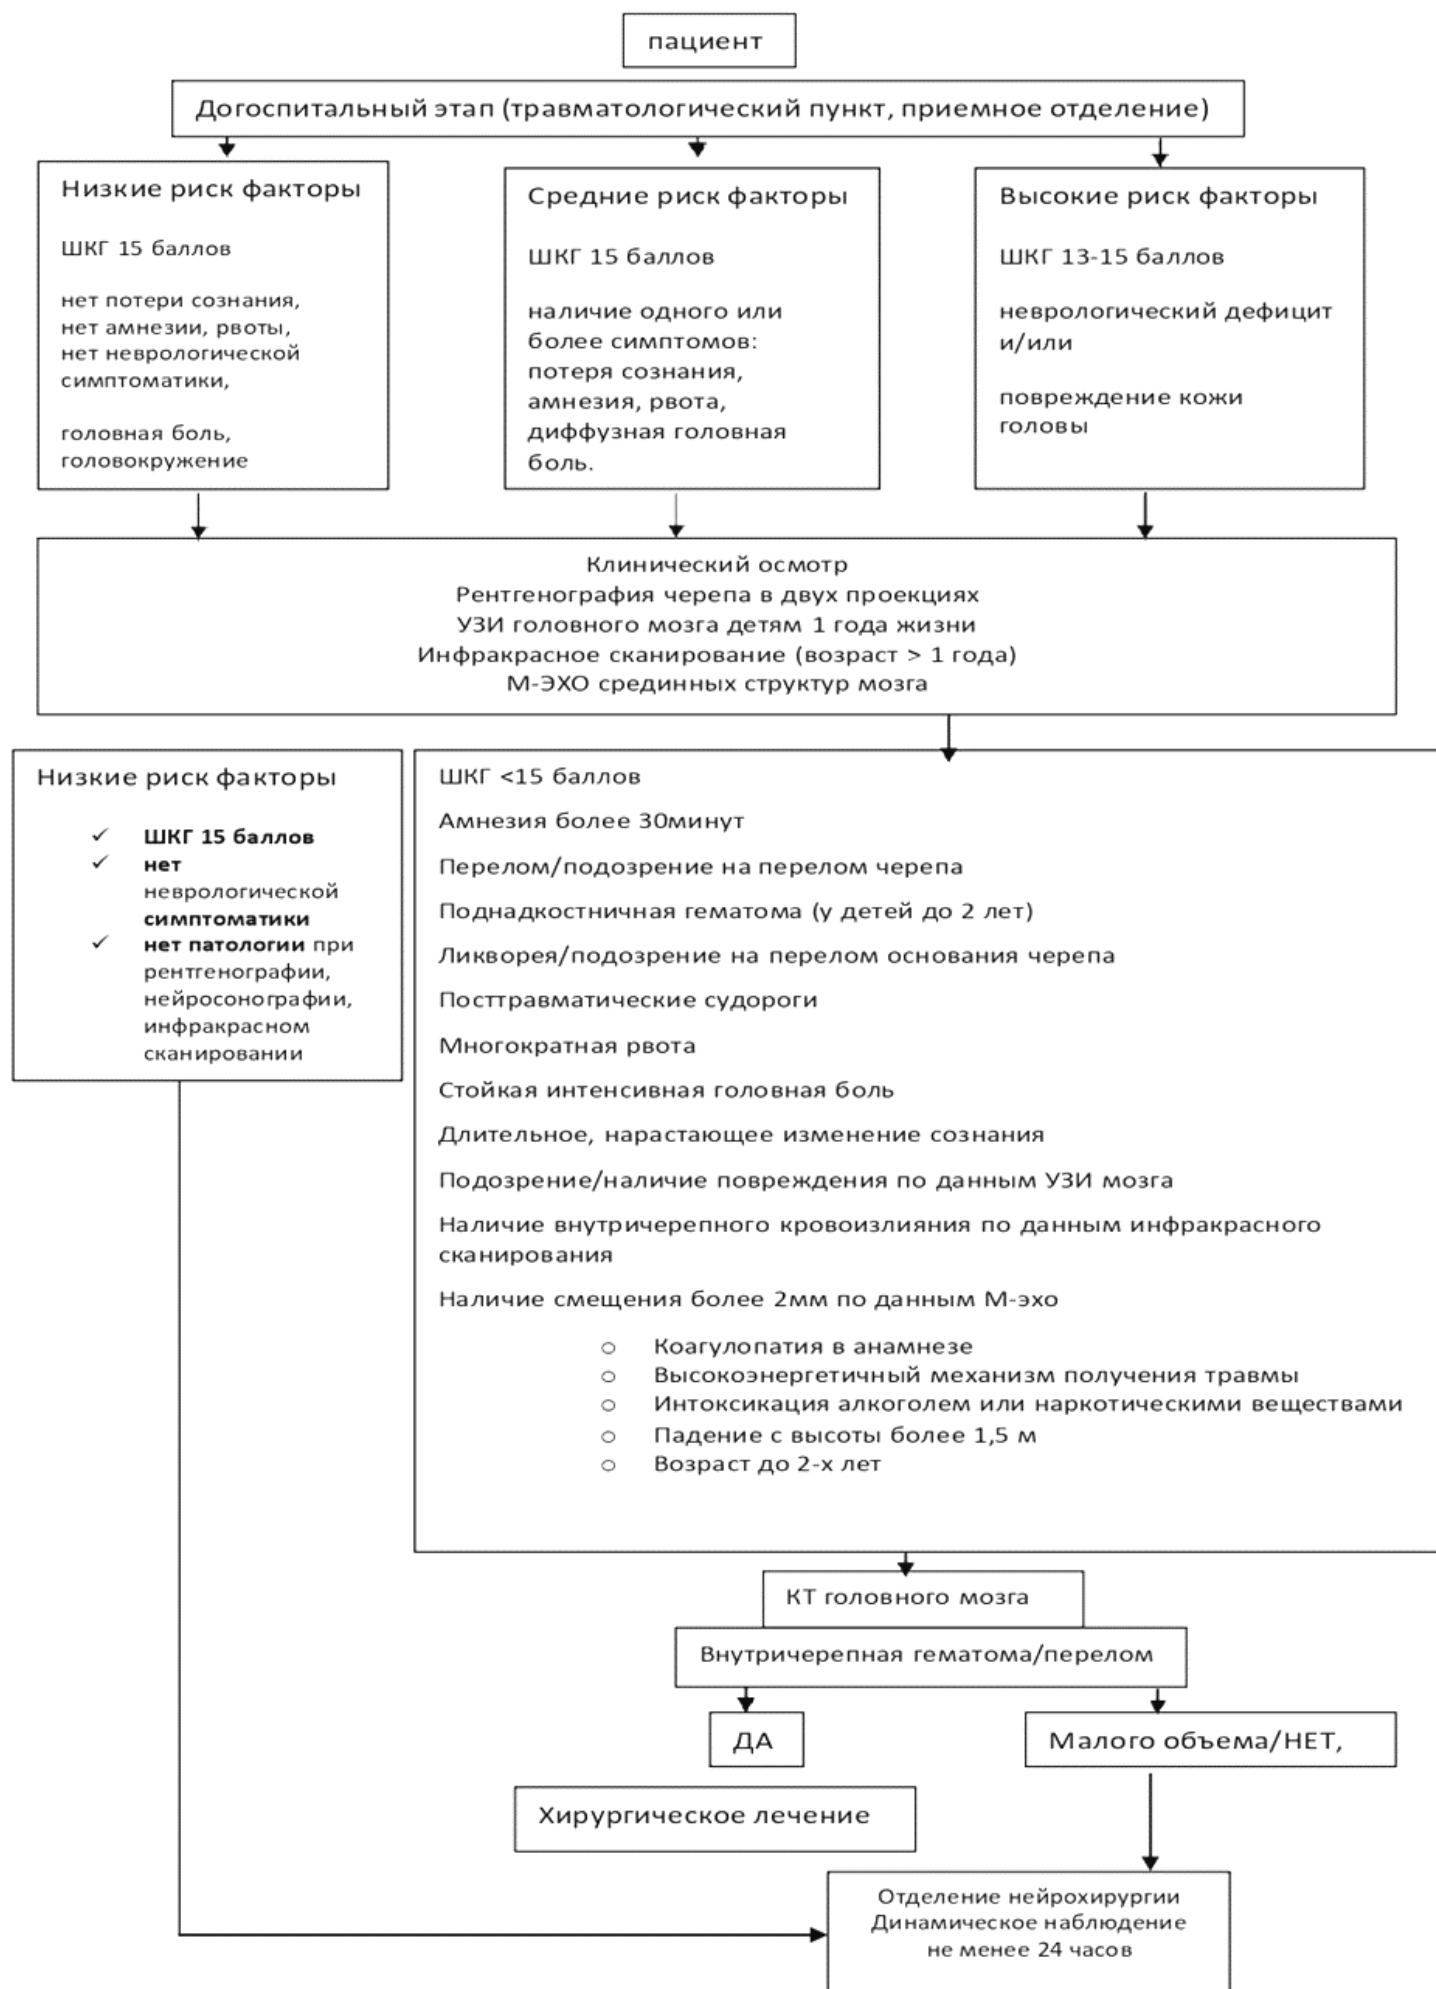 пациент
Догоспитальный этап (травматологический пункт, приемное отделение)
Низкие риск факторы
ШКГ 15 баллов
нет потери сознания,
нет амнезии, рвоты,
нет неврологической
симптоматики,
головная боль,
головокружение
Средние риск факторы
ШКГ 15 баллов
наличие одного или
более симптомов:
потеря сознания,
амнезия, рвота,
диффузная головная
боль.
Высокие риск факторы
ШКГ 13-15 баллов
неврологический дефицит
и/или
повреждение кожи
головы
Клинический осмотр
Рентгенография черепа в двух проекциях
УЗИ головного мозга детям 1 года жизни
Инфракрасное сканирование (возраст > 1 года)
М-ЭХО срединных структур мозга
Низкие риск факторы
✓ ШКГ 15 баллов
✓ нет
неврологической
симптоматики
✓ нет патологии при
рентгенографии,
нейросонографии,
инфракрасном
сканировании
ШКГ <15 баллов
Амнезия более 30минут
Перелом/подозрение на перелом черепа
Поднадкостничная гематома (у детей до 2 лет)
Ликворея/подозрение на перелом основания черепа
Посттравматические судороги
Многократная рвота
Стойкая интенсивная головная боль
Длительное, нарастающее изменение сознания
Подозрение/наличие повреждения по данным УЗИ мозга
Наличие внутричерепного кровоизлияния по данным инфракрасного
сканирования
Наличие смещения более 2мм по данным М-эхо
○ Коагулопатия в анамнезе
○ Высокоэнергетичный механизм получения травмы
○ Интоксикация алкоголем или наркотическими веществами
○ Падение с высоты более 1,5 м
○ Возраст до 2-х лет
КТ головного мозга
Внутричерепная гематома/перелом
ДА
Малого объема/НЕТ,
Хирургическое лечение
Отделение нейрохирургии
Динамическое наблюдение
не менее 24 часов